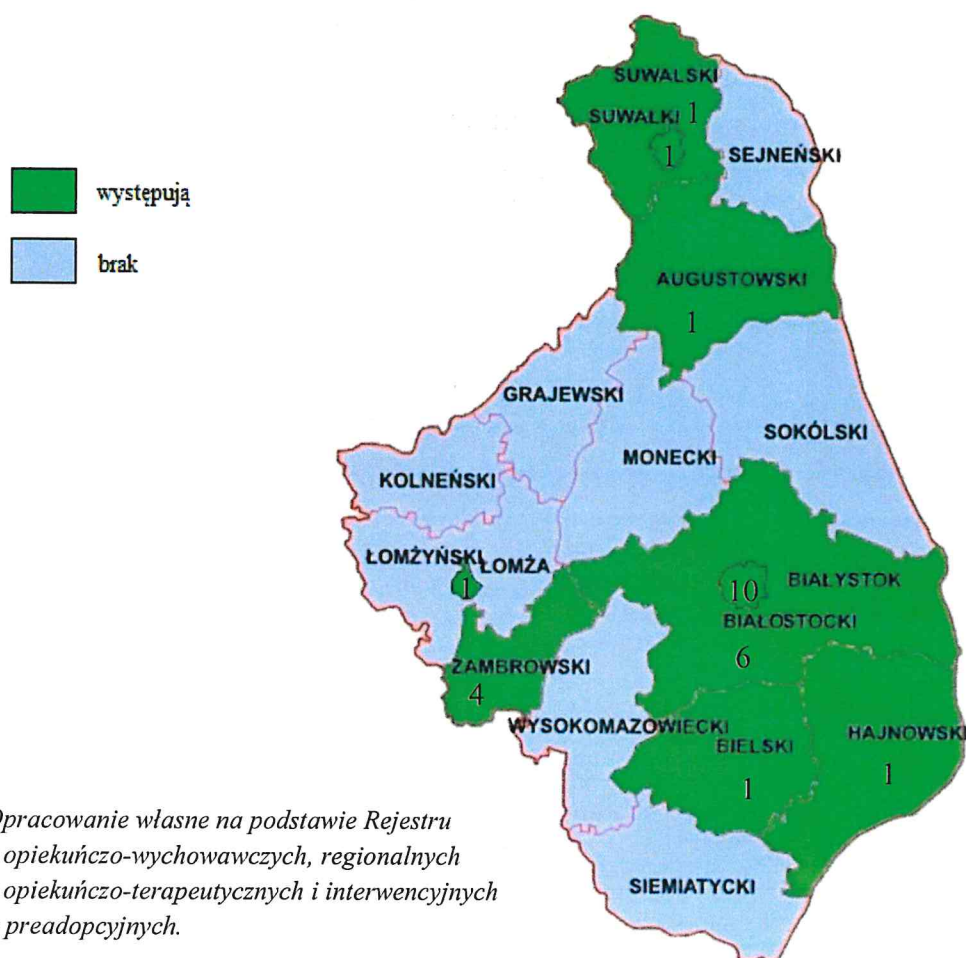 SUWALSKI
SUWAŁKI 1
1
SEJNEŃSKI
występują
brak
AUGUSTOWSKI
1
GRAJEWSKI
SOKÓLSKI
MONECKI
KOLNEŃSKI
ŁOMŻYŃSKI
ŁOMŻA
1
10
BIAŁYSTOK
BIAŁOSTOCKI
6
ZAMBROWSKI
4
WYSOKOMAZOWIECKI
BIELSKI
1
HAJNOWSKI
1
SIEMIATYCKI
Opracowanie własne na podstawie Rejestru
opiekuńczo-wychowawczych, regionalnych
opiekuńczo-terapeutycznych i interwencyjnych
preadopcyjnych.